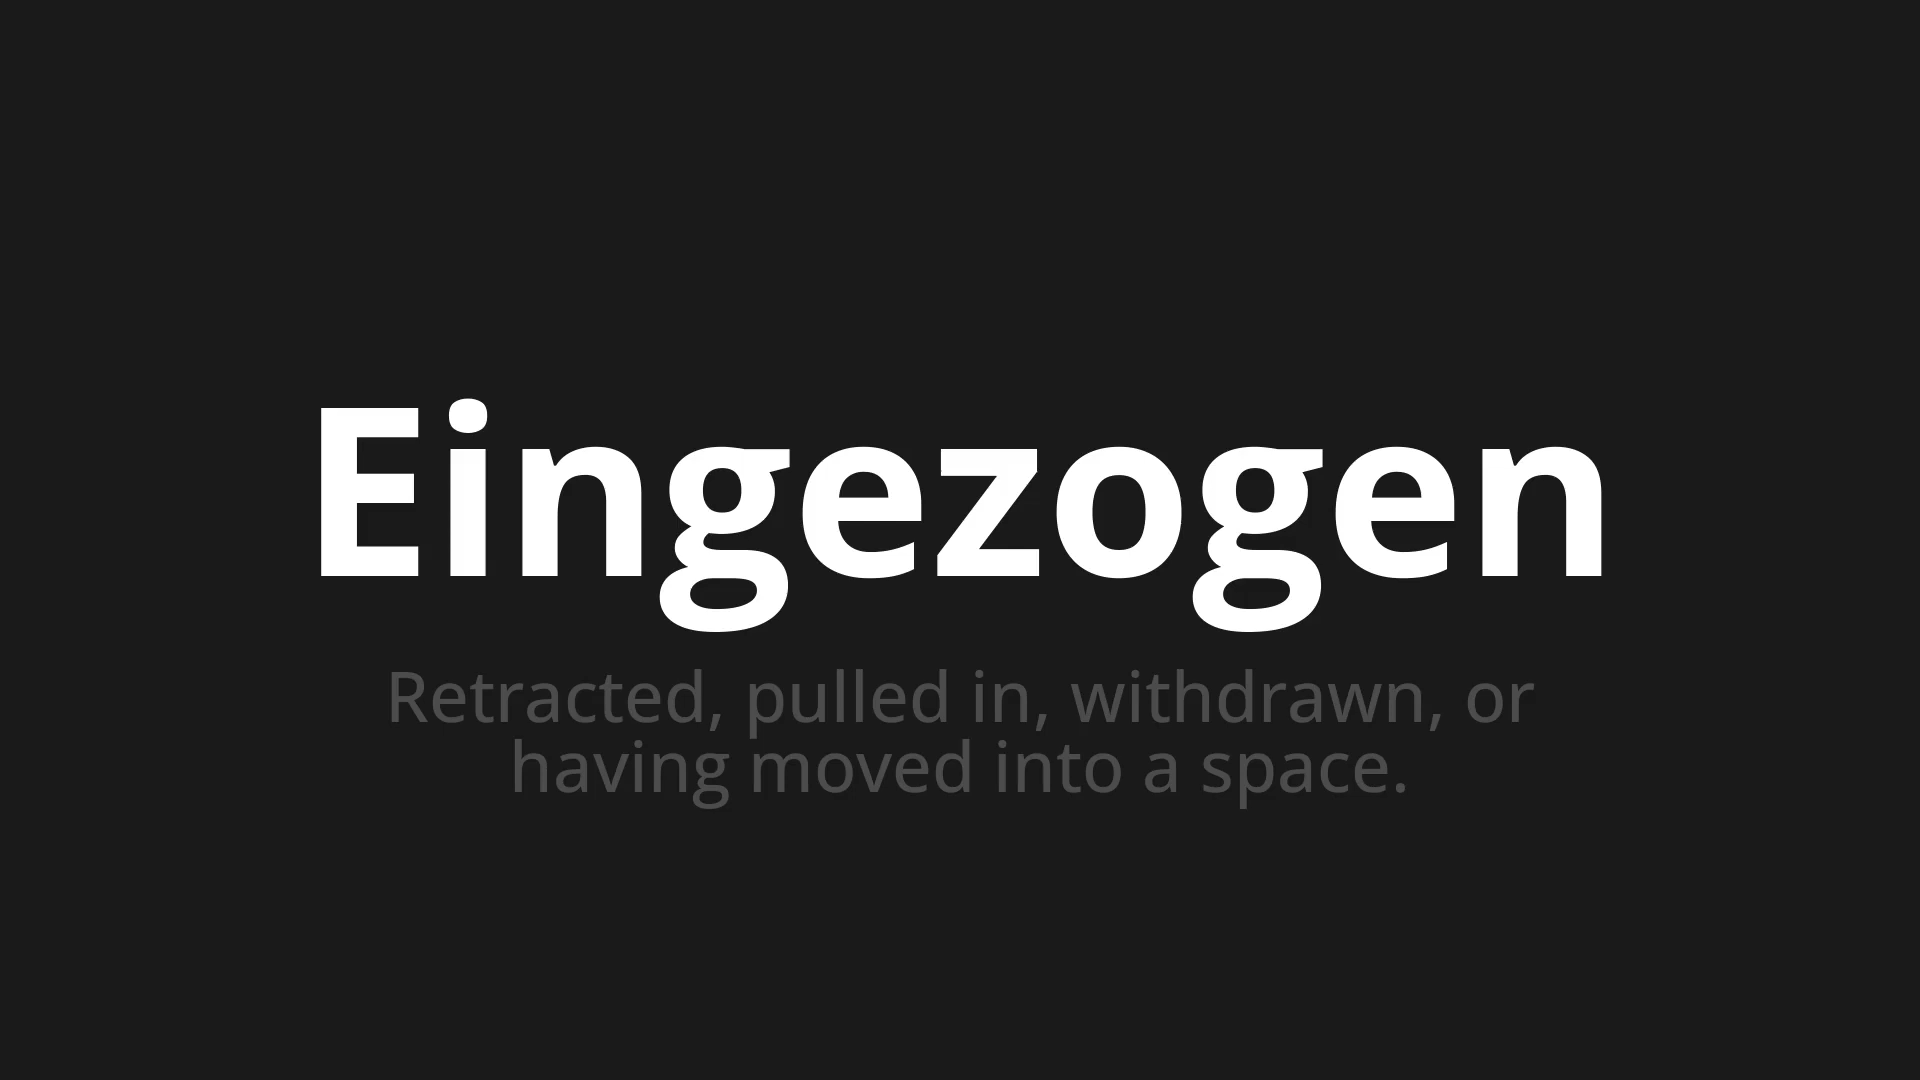 Eingezogen
Retracted, pulled in, withdrawn, or
having moved into a space.